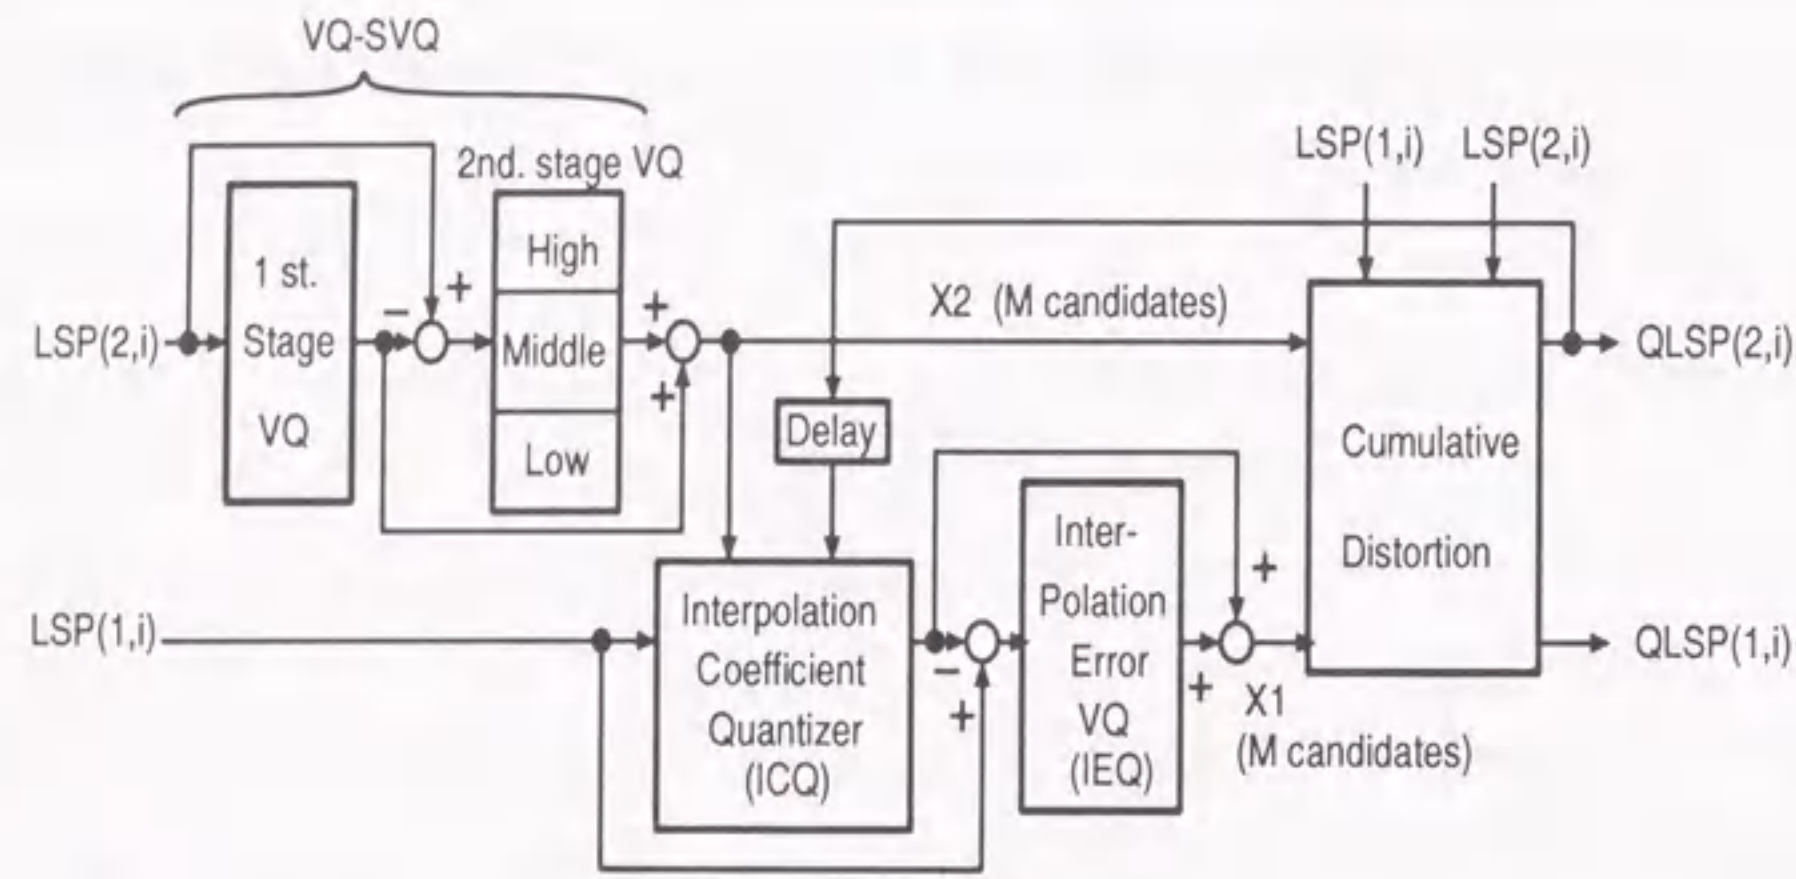 VQ-SVQ
LSP(1,i) LSP(2,i)
2nd. stage VQ
1 st.
Stage
VQ
High
Middle
Low
+
−
+
+
LSP(2,i)
X2 (M candidates)
QLSP(2,i)
Delay
Cumulative
Distortion
LSP(1,i)
Interpolation
Coefficient
Quantizer
(ICQ)
−
+
Inter-
Polation
Error
VQ
(IEQ)
+
+
X1
(M candidates)
QLSP(1,i)